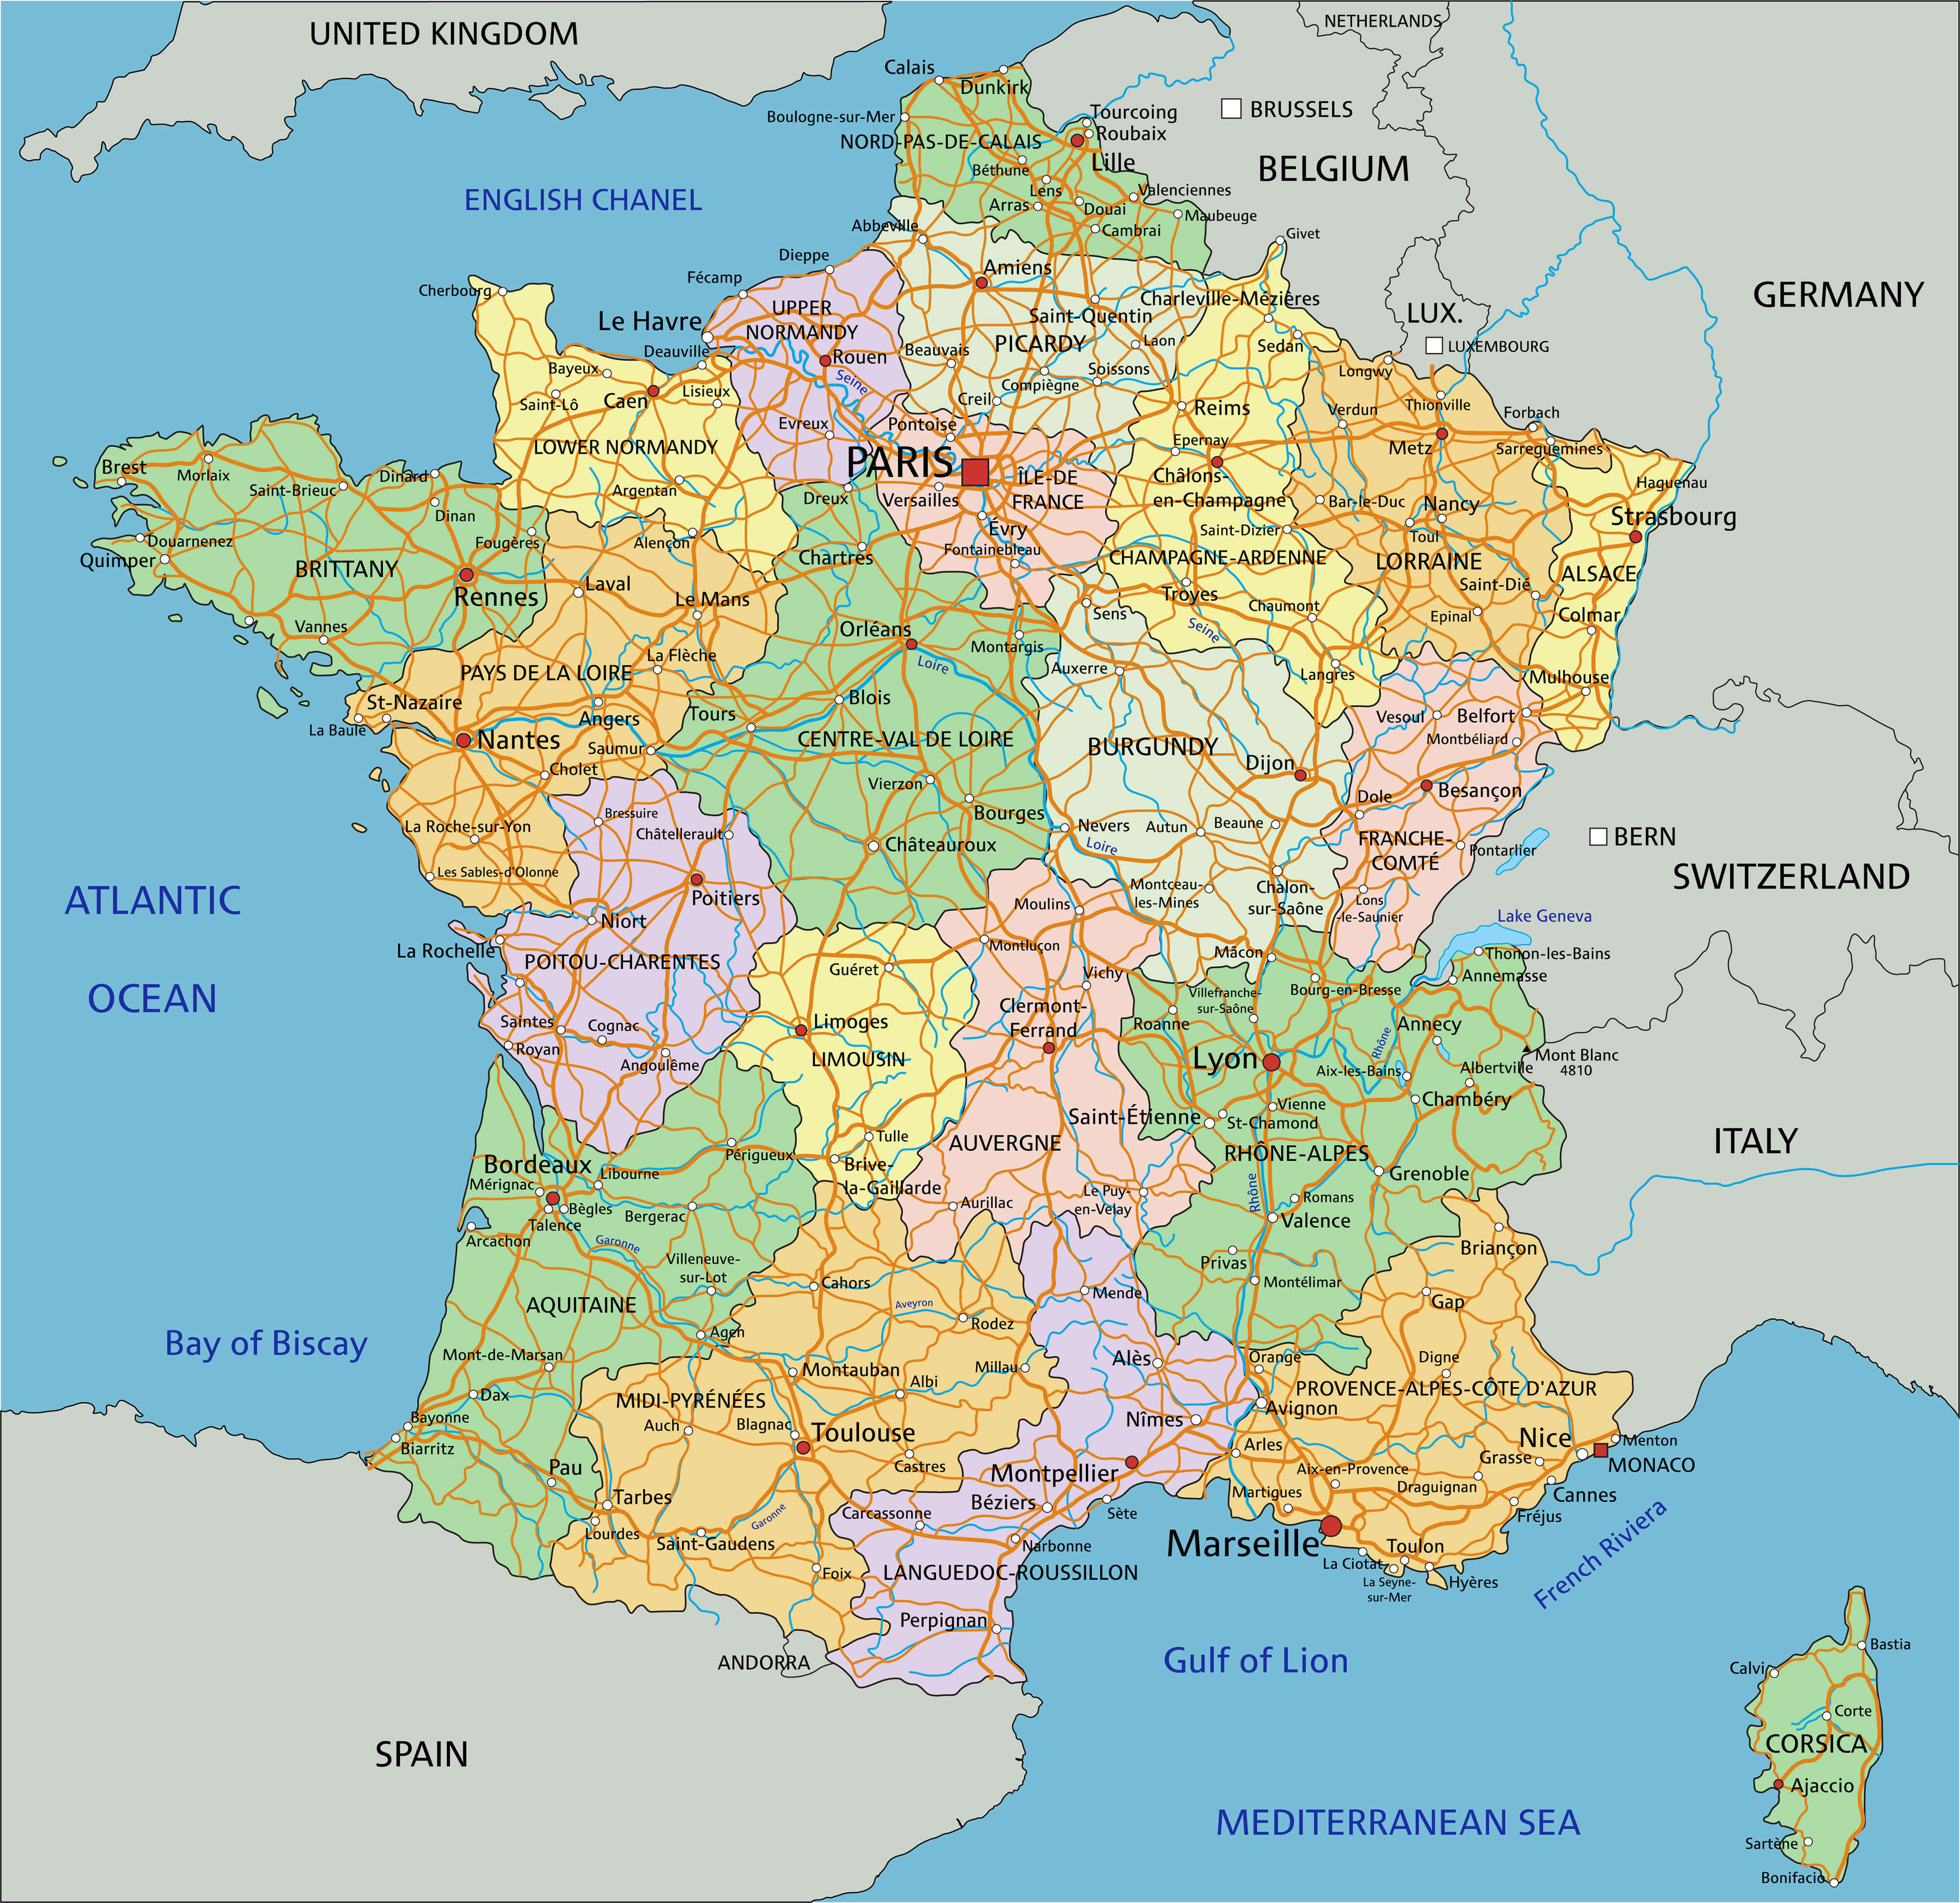 UNITED KINGDOM
NETHERLANDS
Calais
Dunkirk
BRUSSELS
Tourcoing
Boulogne-sur-Mer
Roubaix
NORD-PAS-DE-CALAIS
Lille
BELGIUM
Béthune
Lens
Valenciennes
ENGLISH CHANEL
Arras
Douai
Maubeuge
Abbeville
Cambrai
Givet
Dieppe
Amiens
Fécamp
GERMANY
Cherbourg
Charleville-Mézières
UPPER
NORMANDY
Le Havre
Saint-Quentin
LUX.
PICARDY
Laon
Sedan
LUXEMBOURG
Deauville
Rouen
Beauvais
Bayeux
Soissons
Longwy
Seine
Compiègne
Lisieux
Caen
Saint-Lô
Creil
Reims
Verdun
Thionville
Forbach
Evreux
Pontoise
Epernay
Metz
Sarreguemines
LOWER NORMANDY
PARIS
ÎLE-DE
FRANCE
Châlons-
en-Champagne
Brest
Morlaix
Dinard
Saint-Brieuc
Argentan
Dreux
Versailles
Bar-le-Duc
Nancy
Haguenau
Dinan
Strasbourg
Évry
Saint-Dizier
Toul
Douarnenez
Fougères
Alençon
Fontainebleau
Quimper
Chartres
CHAMPAGNE-ARDENNE
LORRAINE
BRITTANY
ALSACE
Laval
Saint-Dié
Rennes
Le Mans
Troyes
Chaumont
Sens
Epinal
Colmar
Vannes
Orléans
Seine
Montargis
La Flèche
Loire
Auxerre
PAYS DE LA LOIRE
Langres
Mulhouse
St-Nazaire
Blois
Angers
Tours
Vesoul
Belfort
La Baule
Nantes
Saumur
CENTRE-VAL DE LOIRE
BURGUNDY
Montbéliard
Dijon
Cholet
Vierzon
Besançon
Dole
Bressuire
Bourges
La Roche-sur-Yon
Châtellerault
Nevers
Autun
Beaune
BERN
Châteauroux
Loire
FRANCHE-
COMTÉ
Pontarlier
Les Sables-d'Olonne
SWITZERLAND
ATLANTIC
Poitiers
Montceau-
les-Mines
Chalon-
sur-Saône
Lons
-le-Saunier
Moulins
Niort
Lake Geneva
La Rochelle
Montluçon
Mâcon
Thonon-les-Bains
POITOU-CHARENTES
Guéret
Vichy
Annemasse
OCEAN
Villefranche-
sur-Saône
Bourg-en-Bresse
Clermont-
Ferrand
Saintes
Cognac
Limoges
Roanne
Annecy
Rhône
Royan
Lyon
Mont Blanc
4810
LIMOUSIN
Angoulême
Aix-les-Bains
Albertville
Vienne
Chambéry
Saint-Étienne
St-Chamond
Tulle
AUVERGNE
ITALY
Périgueux
RHÔNE-ALPES
Bordeaux
Brive-
la-Gaillarde
Libourne
Grenoble
Mérignac
Le Puy-
en-Velay
Aurillac
Rhône
Romans
Bègles
Bergerac
Talence
Valence
Arcachon
Garonne
Briançon
Villeneuve-
sur-Lot
Privas
Cahors
Montélimar
Mende
AQUITAINE
Aveyron
Gap
Rodez
Agen
Bay of Biscay
Mont-de-Marsan
Millau
Alès
Orange
Digne
Montauban
Albi
Dax
MIDI-PYRÉNÉES
PROVENCE-ALPES-CÔTE D'AZUR
Avignon
Bayonne
Auch
Blagnac
Nîmes
Toulouse
Nice
Menton
Biarritz
Arles
Grasse
MONACO
Castres
Pau
Montpellier
Aix-en-Provence
Draguignan
Tarbes
Béziers
Martigues
Cannes
Carcassonne
Sète
Fréjus
Garonne
Lourdes
Saint-Gaudens
Marseille
Narbonne
Toulon
La Ciotat
Foix
LANGUEDOC-ROUSSILLON
La Seyne-
sur-Mer
Hyères
French Riviera
Perpignan
Bastia
ANDORRA
Gulf of Lion
Calvi
Corte
SPAIN
CORSICA
Ajaccio
MEDITERRANEAN SEA
Sartène
Bonifacio